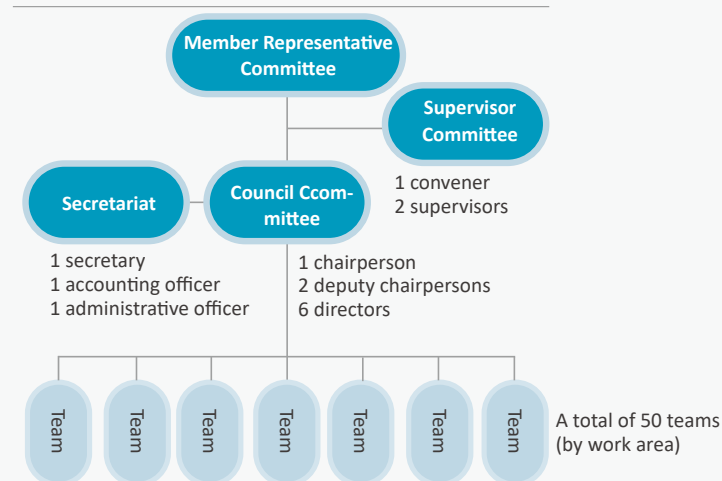 Member Representative
Committee
Supervisor
Committee
1 convener
2 supervisors
Secretariat
Council Ccom-
mittee
1 secretary
1 accounting officer
1 administrative officer
1 chairperson
2 deputy chairpersons
6 directors
Team
Team
Team
Team
Team
Team
Team
A total of 50 teams
(by work area)